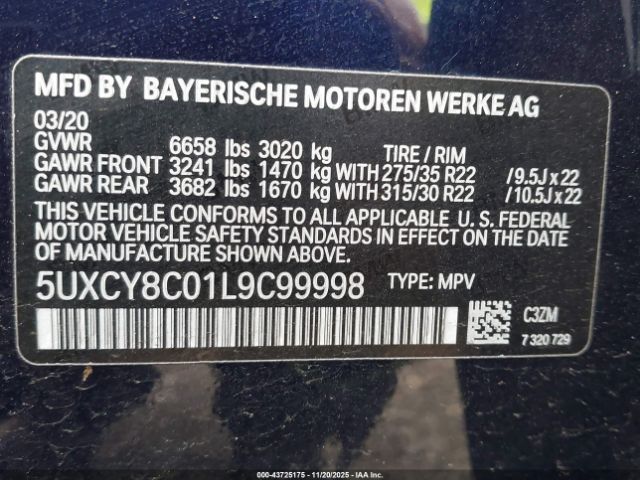 MFD BY BAYERISCHE MOTOREN WERKE AG
03/20
GVWR 6658 lbs 3020 kg TIRE / RIM
GAWR FRONT 3241 lbs 1470 kg WITH 275/35 R22 /9.5J x 22
GAWR REAR 3682 lbs 1670 kg WITH 315/30 R22 /10.5J x 22
THIS VEHICLE CONFORMS TO ALL APPLICABLE U. S. FEDERAL
MOTOR VEHICLE SAFETY STANDARDS IN EFFECT ON THE DATE
OF MANUFACTURE SHOWN ABOVE.
5UXCY8C01L9C99998 TYPE: MPV
C3ZM
7 320 729
000-43725175 - 11/20/2025 - IAA Inc.